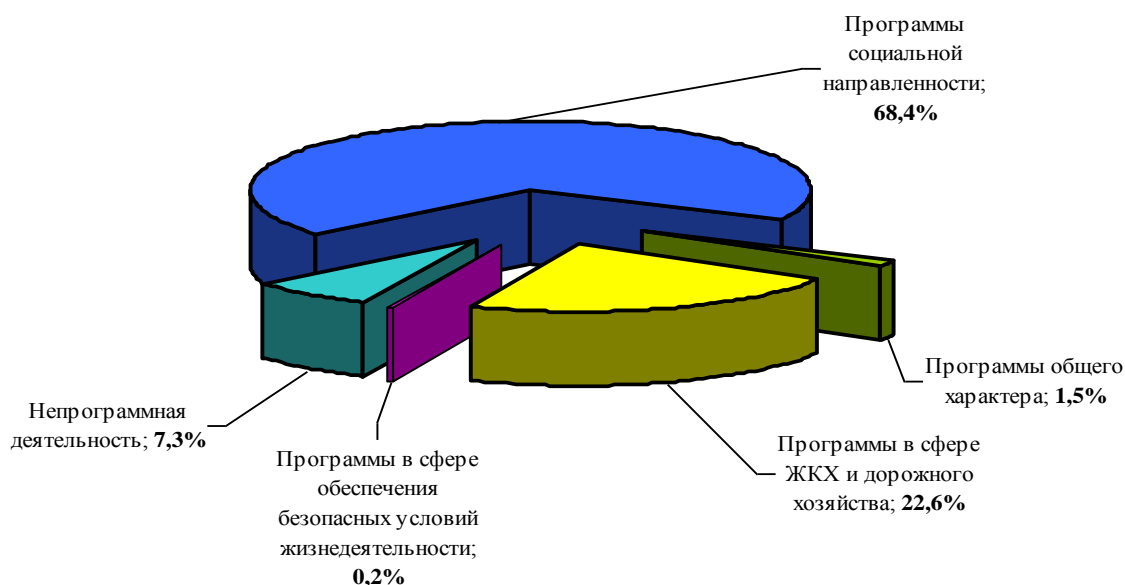 Программы
социальной
направленности;
68,4%
Программы общего
характера; 1,5%
Непрограммная
деятельность; 7,3%
Программы в сфере
ЖКХ и дорожного
хозяйства; 22,6%
Программы в сфере
обеспечения
безопасных условий
жизнедеятельности;
0,2%